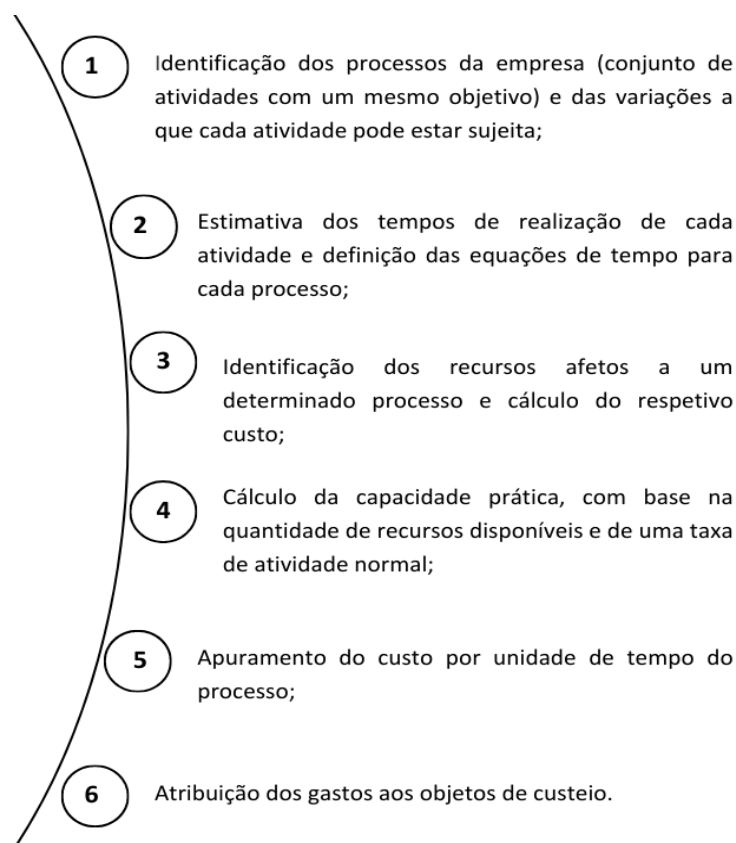 1 Identificação dos processos da empresa (conjunto de
atividades com um mesmo objetivo) e das variações a
que cada atividade pode estar sujeita;
2 Estimativa dos tempos de realização de cada
atividade e definição das equações de tempo para
cada processo;
3 Identificação dos recursos afetos a um
determinado processo e cálculo do respetivo
custo;
4 Cálculo da capacidade prática, com base na
quantidade de recursos disponíveis e de uma taxa
de atividade normal;
5 Apuramento do custo por unidade de tempo do
processo;
6 Atribuição dos gastos aos objetos de custeio.